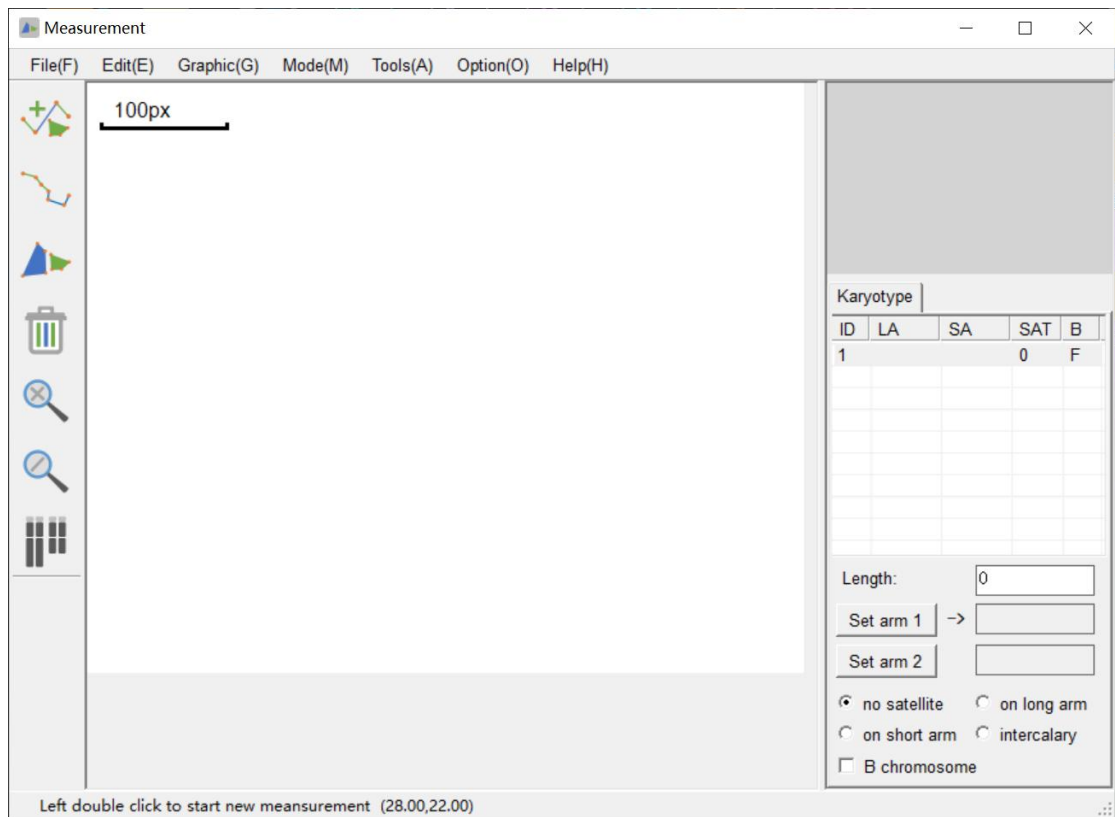 Measurement
File(F) Edit(E) Graphic(G) Mode(M) Tools(A) Option(O) Help(H)
100px
Karyotype
ID LA SA SAT B
1 0 F
Length: 0
Set arm 1 ->
Set arm 2
no satellite on long arm
on short arm intercalary
B chromosome
Left double click to start new meansurement (28.00,22.00)